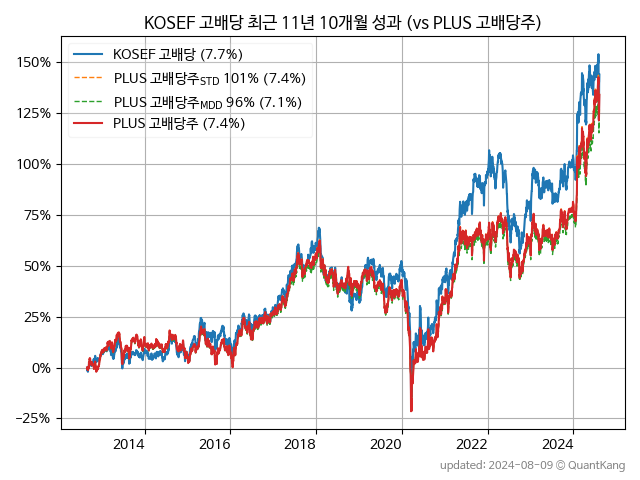 KOSEF 고배당 최근 11년 10개월 성과 (vs PLUS 고배당주)
KOSEF 고배당 (7.7%)
PLUS 고배당주STD 101% (7.4%)
PLUS 고배당주MDD 96% (7.1%)
PLUS 고배당주 (7.4%)
150%
125%
100%
75%
50%
25%
0%
−25%
2014 2016 2018 2020 2022 2024
updated: 2024-08-09 © QuantKang